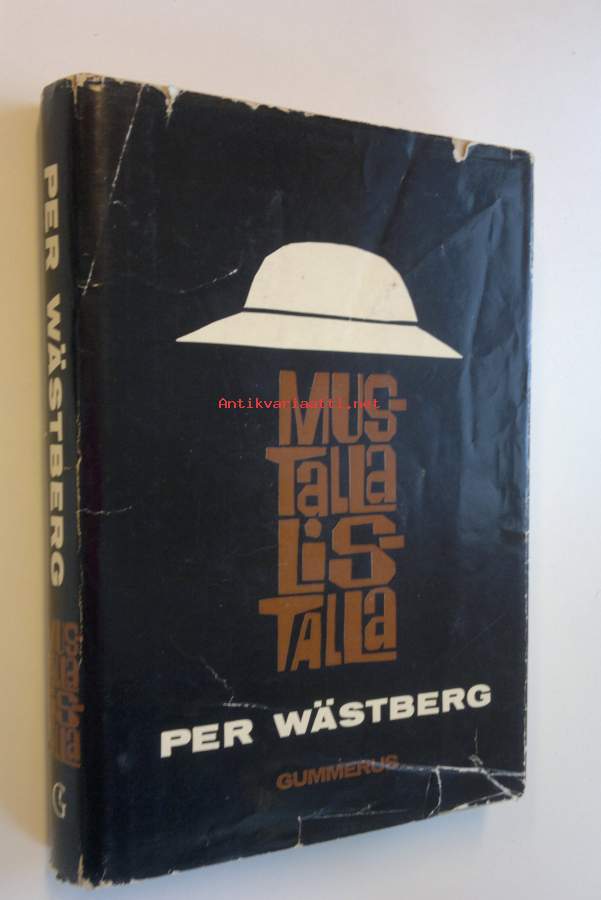 MUS-
TaLLa
LiS-
TALLa
PER WÄSTBERG
GUMMERUS
PER WÄSTBERG
G
Antikvariaatti.net